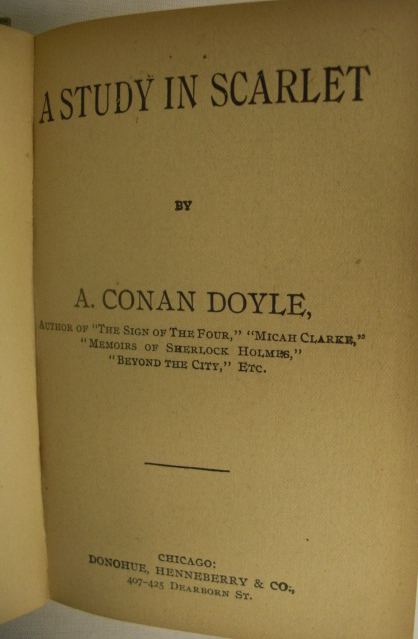 A STUDY IN SCARLET
BY
A. CONAN DOYLE,
AUTHOR OF "THE SIGN OF THE FOUR," "MICAH CLARKE,"
"MEMOIRS OF SHERLOCK HOLMES,"
"BEYOND THE CITY," ETC.
CHICAGO:
DONOHUE, HENNEBERRY & CO.,
407-425 DEARBORN ST.